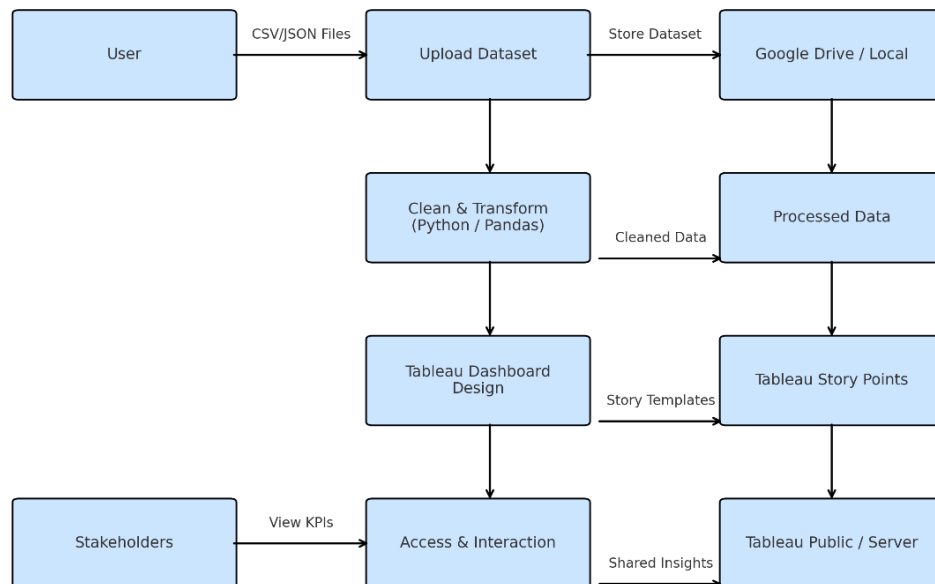 User
CSV/JSON Files
Upload Dataset
Store Dataset
Google Drive / Local
Clean & Transform
(Python / Pandas)
Cleaned Data
Processed Data
Tableau Dashboard
Design
Story Templates
Tableau Story Points
Stakeholders
View KPIs
Access & Interaction
Shared Insights
Tableau Public / Server